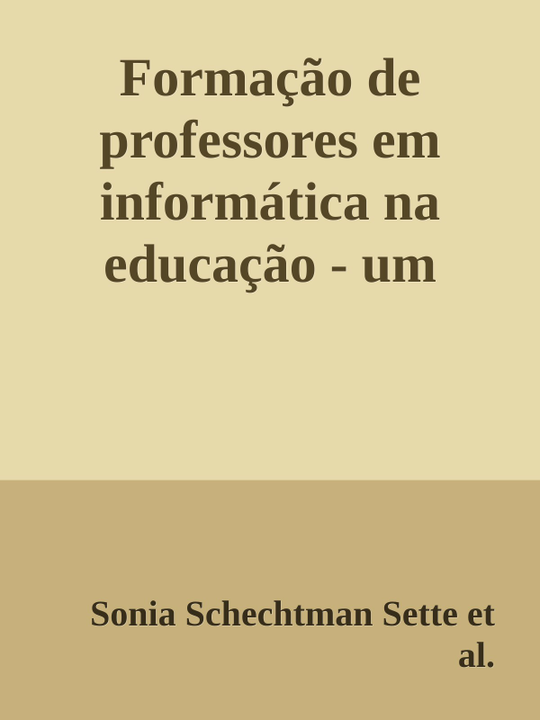 Formação de
professores em
informática na
educação - um
Sonia Schechtman Sette et
al.